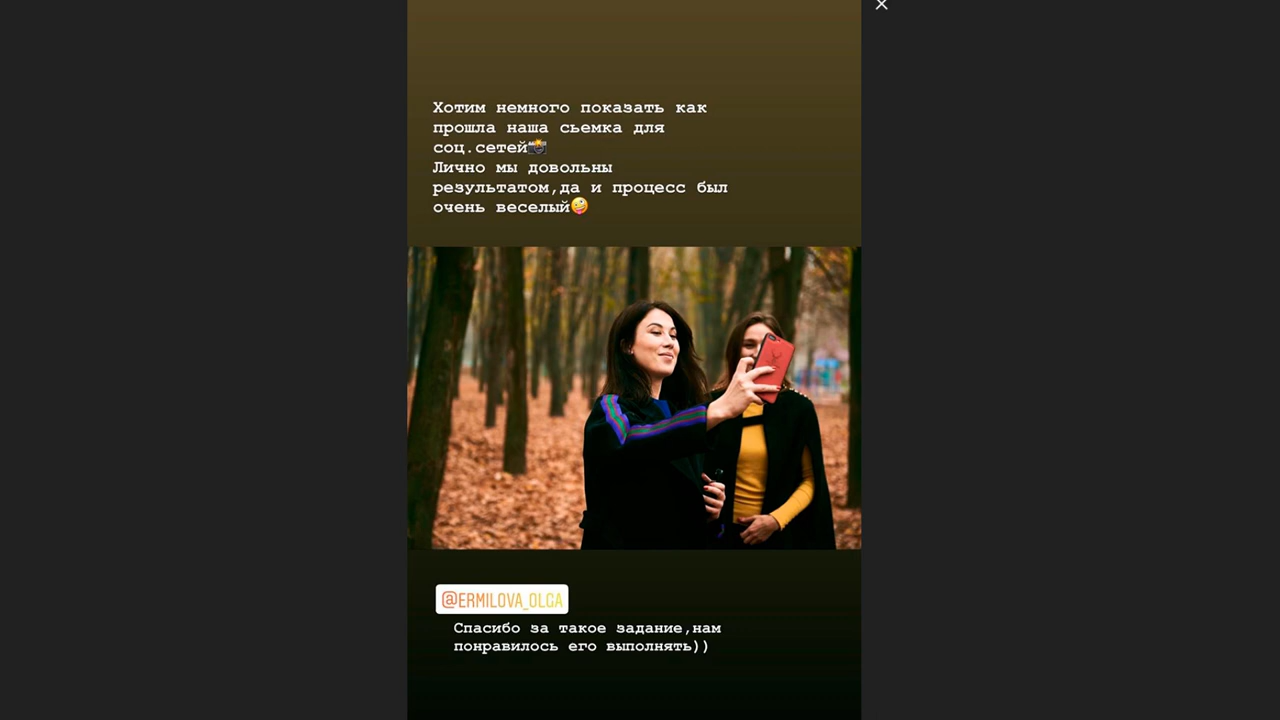 Хотим немного показать как
прошла наша сьемка для
соц.сетей📸
Лично мы довольны
результатом,да и процесс был
очень веселый🤪
@ERMILOVA_OLGA
Спасибо за такое задание,нам
понравилось его выполнять))